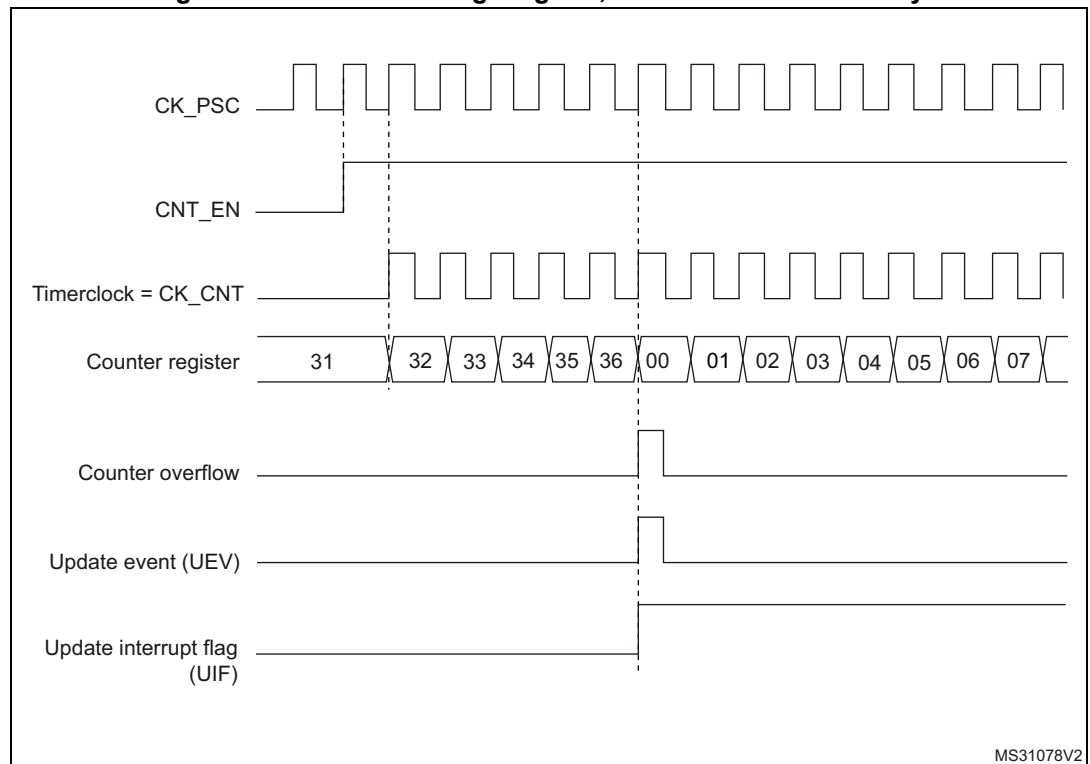 CK_PSC
CNT_EN
Timerclock = CK_CNT
Counter register 31 32 33 34 35 36 00 01 02 03 04 05 06 07
Counter overflow
Update event (UEV)
Update interrupt flag
(UIF)
MS31078V2